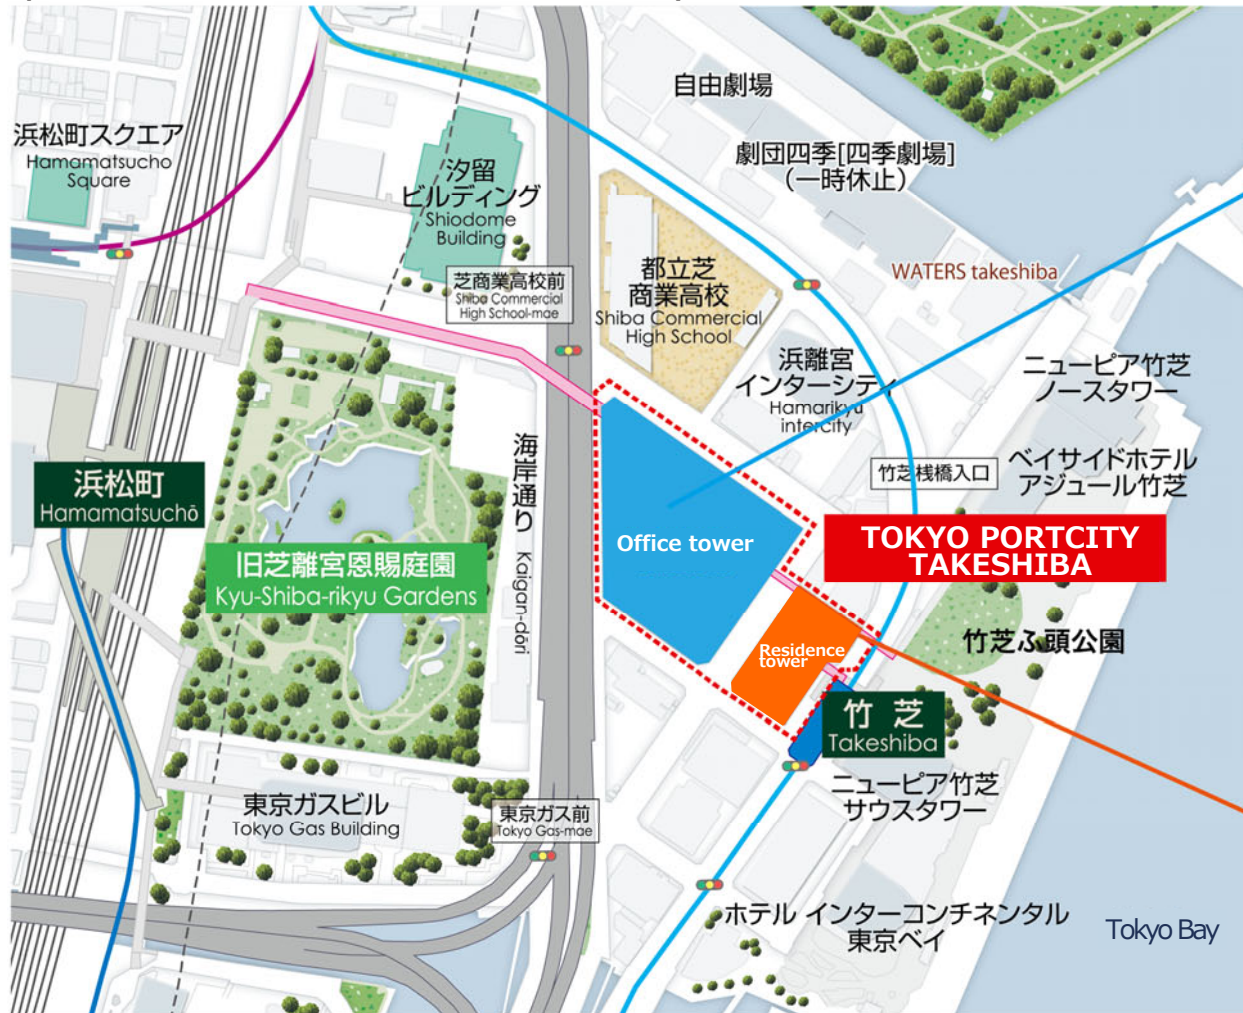 自由劇場
浜松町スクエア
Hamamatsucho
Square
汐留
ビルディング
Shiodome
Building
劇団四季[四季劇場]
(一時休止)
芝商業高校前
Shiba Commercial
High School-mae
都立芝
商業高校
Shiba Commercial
High School
WATERS takeshiba
浜離宮
インターシティ
Hamarikyu
intercity
ニューピア竹芝
ノースタワー
竹芝桟橋入口
ベイサイドホテル
アジュール竹芝
浜松町
Hamamatsuchō
海岸通り
Kaigan-dōri
旧芝離宮恩賜庭園
Kyu-Shiba-rikyu Gardens
Office tower
TOKYO PORTCITY
TAKESHIBA
Residence
tower
竹芝ふ頭公園
竹芝
Takeshiba
ニューピア竹芝
サウスタワー
東京ガスビル
Tokyo Gas Building
東京ガス前
Tokyo Gas-mae
ホテル インターコンチネンタル
東京ベイ
Tokyo Bay